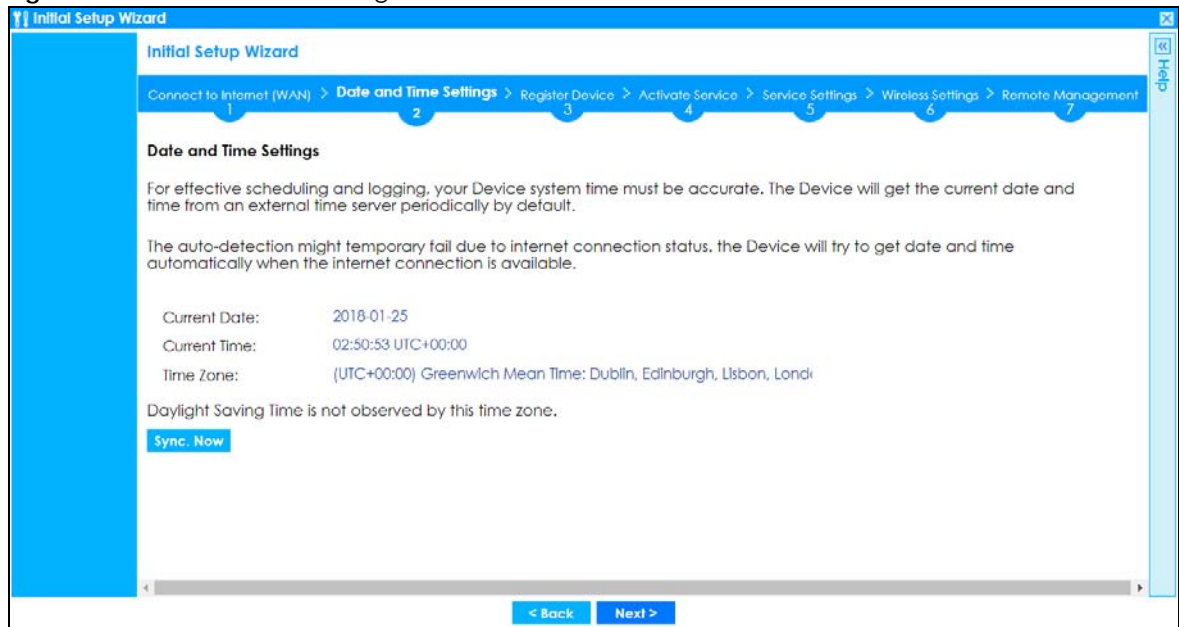 Initial Setup Wizard
Initial Setup Wizard
Help
Connect to Internet (WAN) > Date and Time Settings > Register Device > Activate Service > Service Settings > Wireless Settings > Remote Management
1 2 3 4 5 6 7
Date and Time Settings
For effective scheduling and logging, your Device system time must be accurate. The Device will get the current date and
time from an external time server periodically by default.
The auto-detection might temporary fail due to internet connection status, the Device will try to get date and time
automatically when the internet connection is available.
Current Date: 2018-01-25
Current Time: 02:50:53 UTC+00:00
Time Zone: (UTC+00:00) Greenwich Mean Time: Dublin, Edinburgh, Lisbon, Lond
Daylight Saving Time is not observed by this time zone.
Sync. Now
< Back Next >